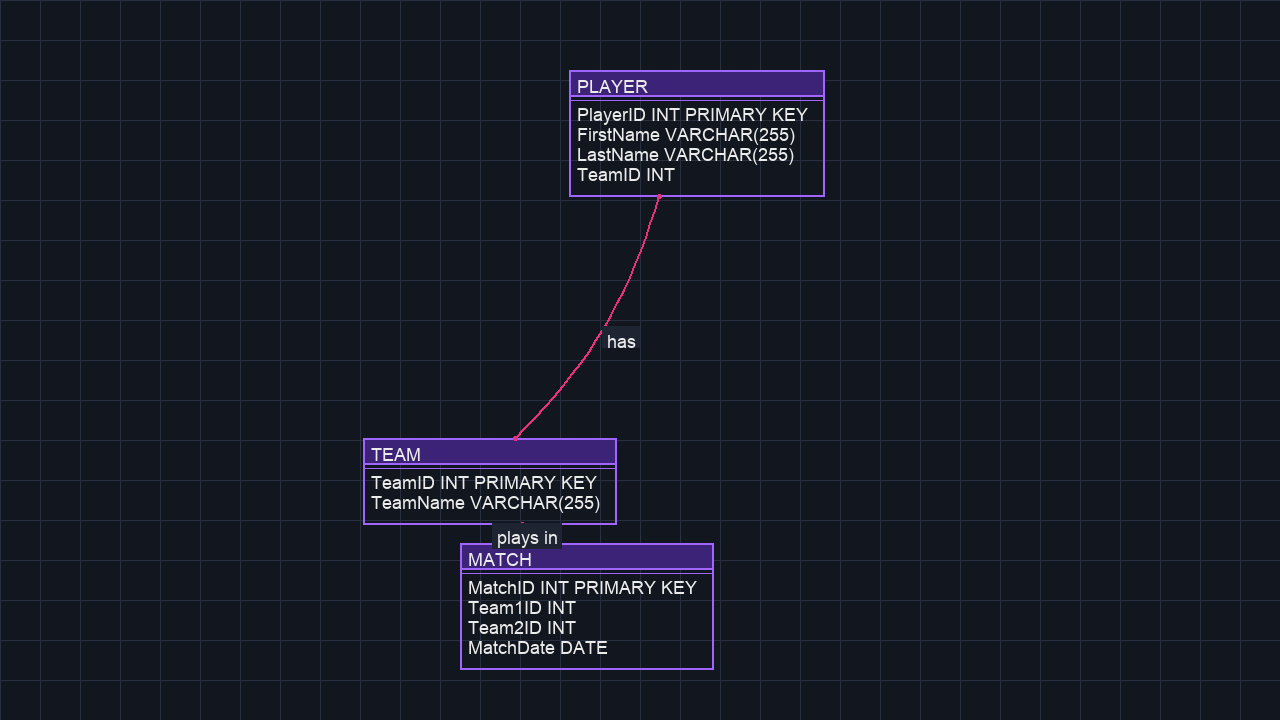 PLAYER
PlayerID INT PRIMARY KEY
FirstName VARCHAR(255)
LastName VARCHAR(255)
TeamID INT
has
TEAM
TeamID INT PRIMARY KEY
TeamName VARCHAR(255)
plays in
MATCH
MatchID INT PRIMARY KEY
Team1ID INT
Team2ID INT
MatchDate DATE